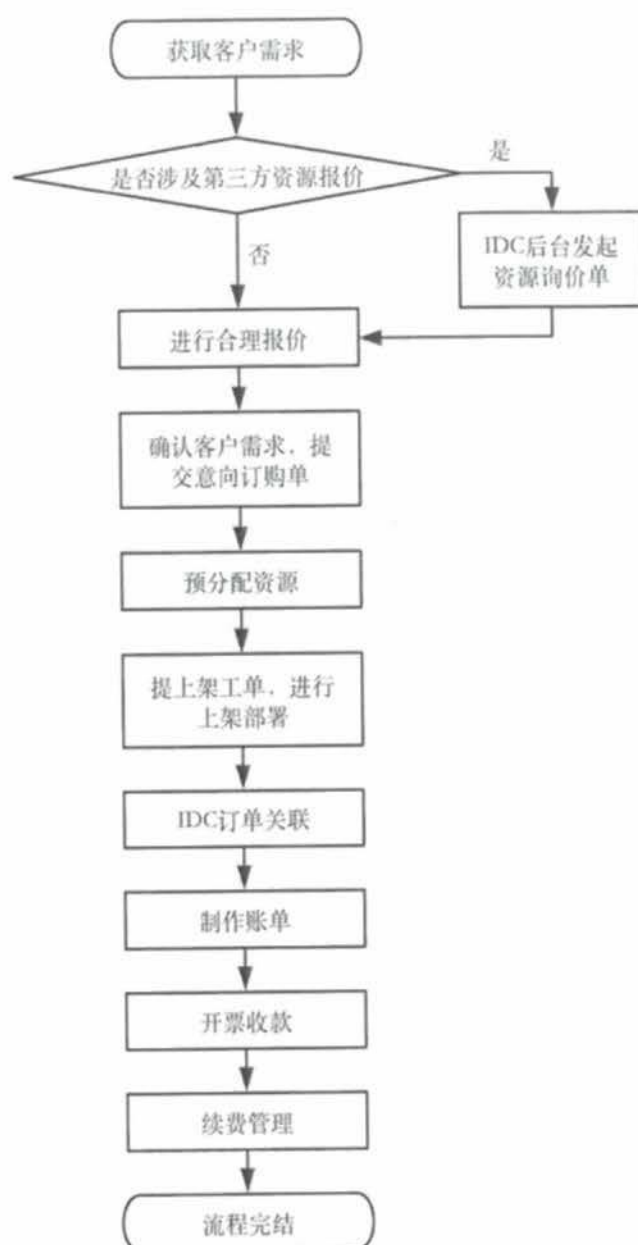 获取客户需求
是否涉及第三方资源报价
是
否
IDC后台发起
资源询价单
进行合理报价
确认客户需求，提
交意向订购单
预分配资源
提上架工单，进行
上架部署
IDC订单关联
制作账单
开票收款
续费管理
流程完结